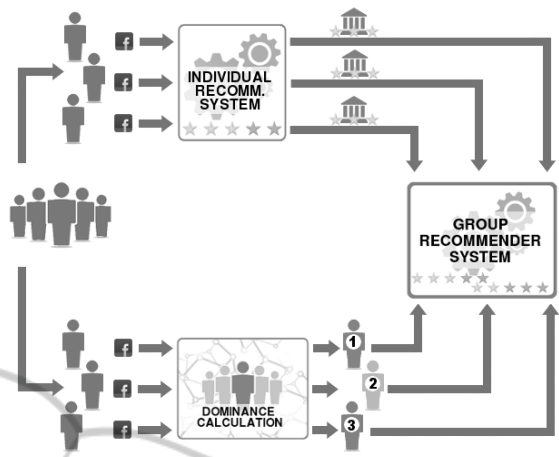 INDIVIDUAL
RECOMM.
SYSTEM
GROUP
RECOMMENDER
SYSTEM
DOMINANCE
CALCULATION
1
2
3
f
f
f
f
f
f